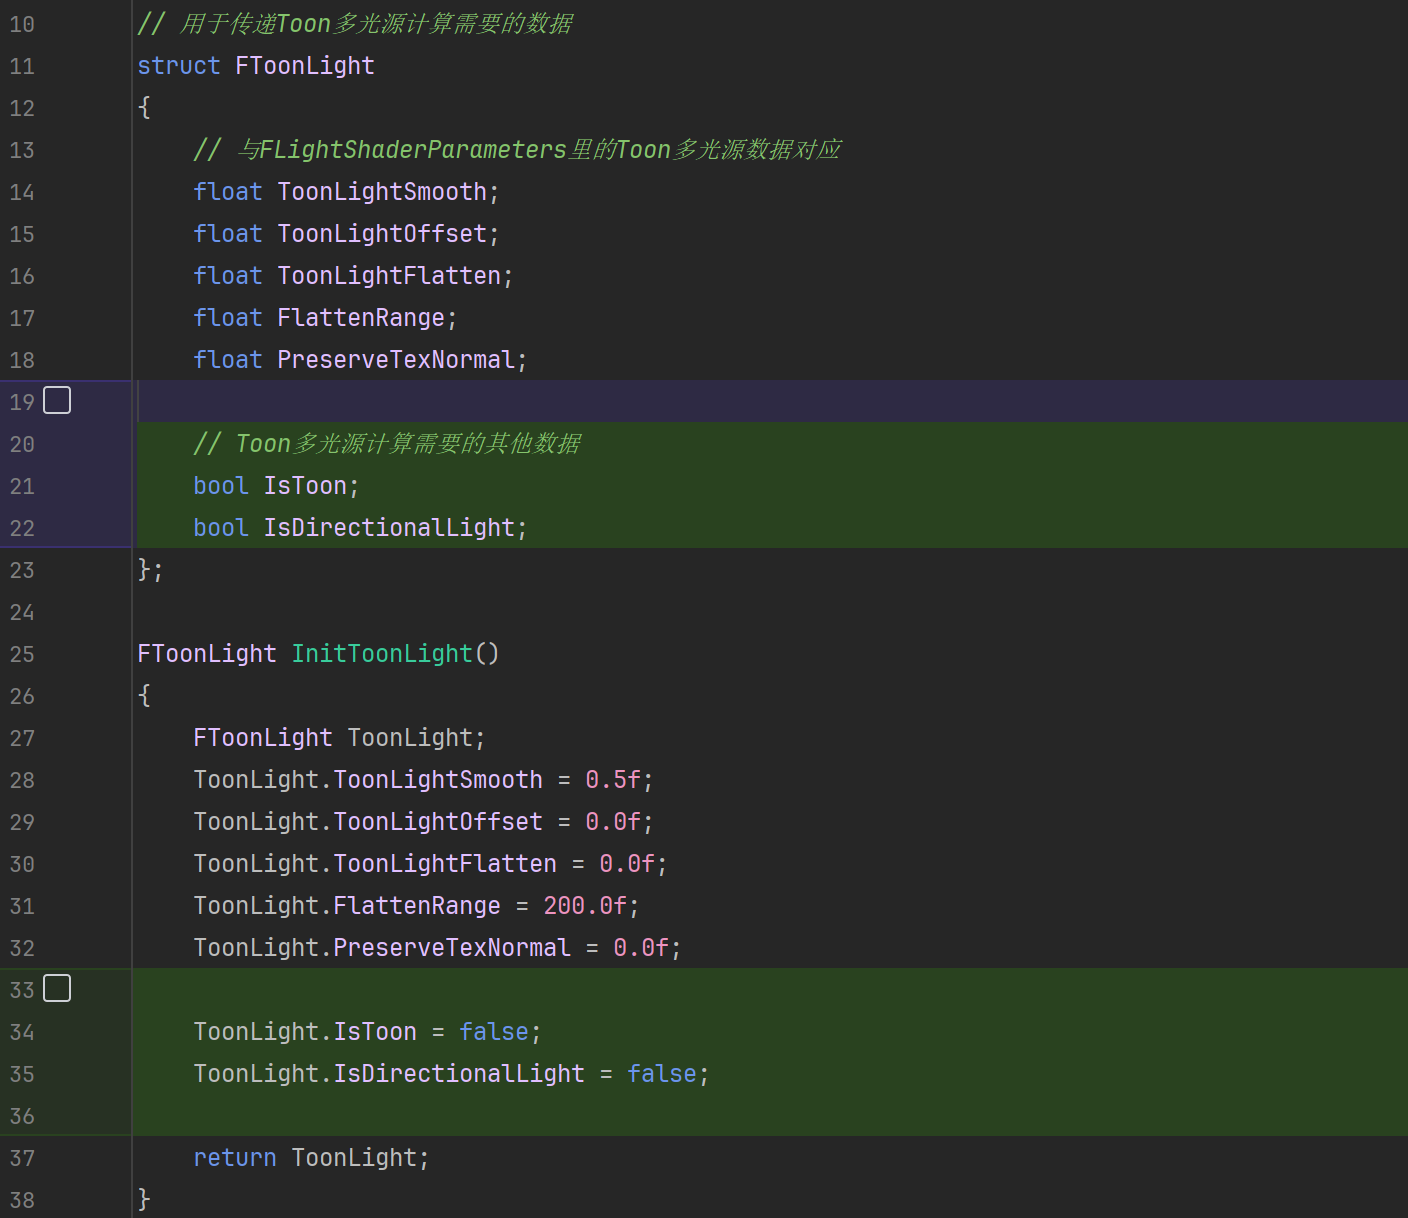 10 // 用于传递Toon多光源计算需要的数据
11 struct FToonLight
12 {
13     // 与FLightShaderParameters里的Toon多光源数据对应
14     float ToonLightSmooth;
15     float ToonLightOffset;
16     float ToonLightFlatten;
17     float FlattenRange;
18     float PreserveTexNormal;
19
20     // Toon多光源计算需要的其他数据
21     bool IsToon;
22     bool IsDirectionalLight;
23 };
24
25 FToonLight InitToonLight()
26 {
27     FToonLight ToonLight;
28     ToonLight.ToonLightSmooth = 0.5f;
29     ToonLight.ToonLightOffset = 0.0f;
30     ToonLight.ToonLightFlatten = 0.0f;
31     ToonLight.FlattenRange = 200.0f;
32     ToonLight.PreserveTexNormal = 0.0f;
33
34     ToonLight.IsToon = false;
35     ToonLight.IsDirectionalLight = false;
36
37     return ToonLight;
38 }